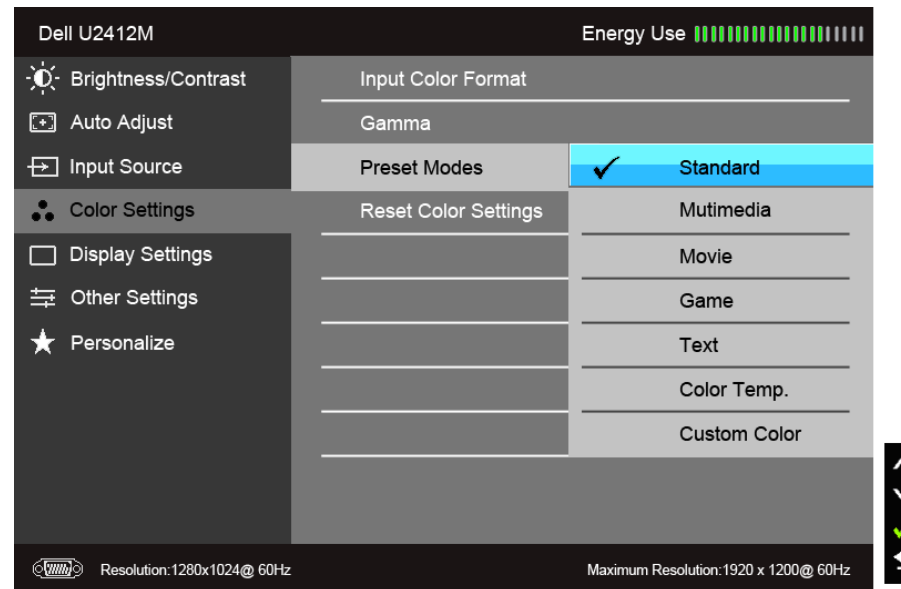 Dell U2412M
Energy Use
Brightness/Contrast
Auto Adjust
Input Source
Color Settings
Display Settings
Other Settings
Personalize
Input Color Format
Gamma
Preset Modes
Reset Color Settings
Standard
Mutimedia
Movie
Game
Text
Color Temp.
Custom Color
Resolution:1280x1024@ 60Hz
Maximum Resolution:1920 x 1200@ 60Hz